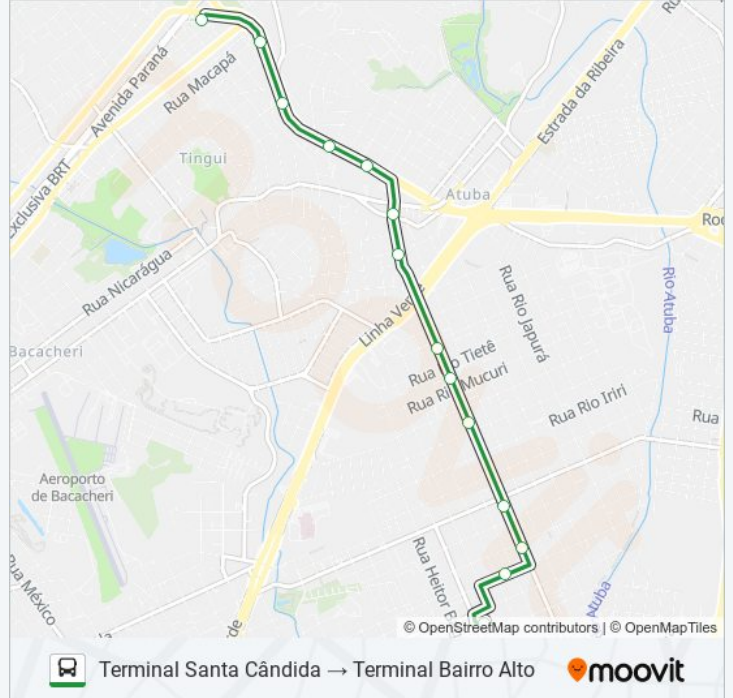 Avenida Paraná
Rua Macapá
Estrada da Ribeira
Tingui
Exclusiva BRT
Atuba
Rua Nicarágua
Rio Atuba
Rua Rio Japurá
Linha Verde
Bacacheri
Rua Rio Tietê
Rua Rio Mucuri
Rua Rio Iriri
Rua
Aeroporto
de Bacacheri
Rua México
Rua Heitor
Atuba
© OpenStreetMap contributors | © OpenMapTiles
Terminal Santa Cândida → Terminal Bairro Alto
moovit